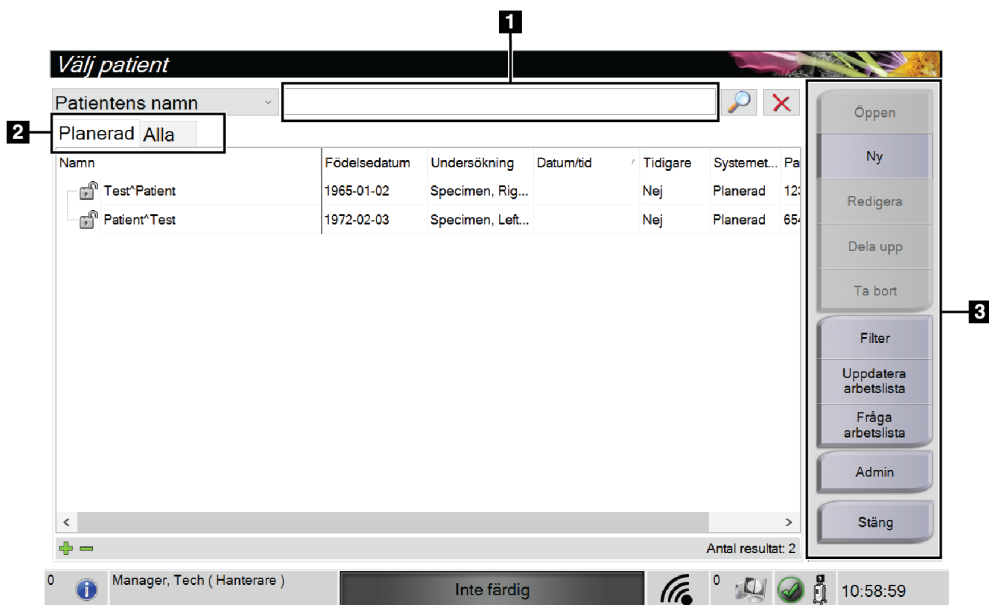 1
Välj patient
Patientens namn
2
Planerad Alla
Namn Födelsedatum Undersökning Datum/tid Tidigare Systemet... Pa
Test^Patient 1965-01-02 Specimen, Rig... Nej Planerad 12
Patient^Test 1972-02-03 Specimen, Left... Nej Planerad 65
Öppen
Ny
Redigera
Dela upp
Ta bort
3
Filter
Uppdatera
arbetslista
Fråga
arbetslista
Admin
Stäng
Antal resultat: 2
0 Manager, Tech ( Hanterare ) Inte färdig 0 10:58:59